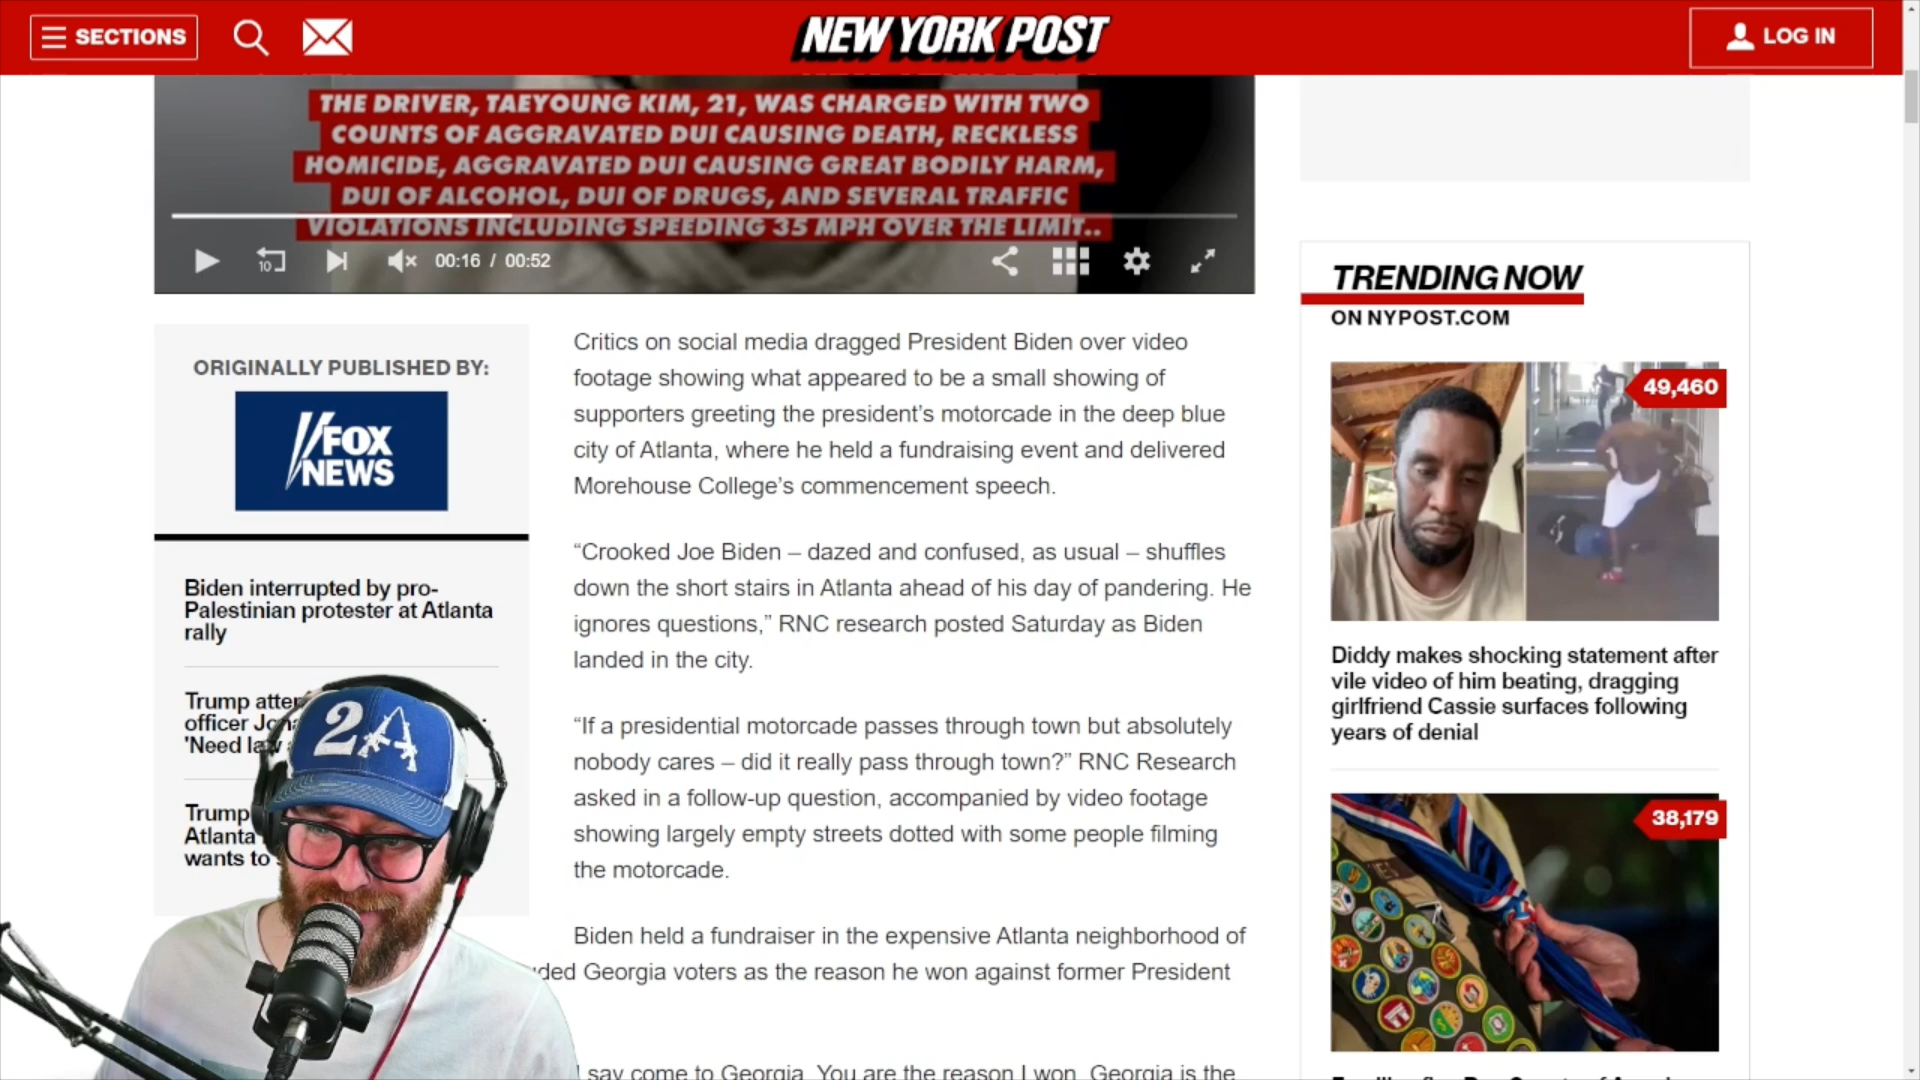 SECTIONS
NEW YORK POST
LOG IN
THE DRIVER, TAEYOUNG KIM, 21, WAS CHARGED WITH TWO
COUNTS OF AGGRAVATED DUI CAUSING DEATH, RECKLESS
HOMICIDE, AGGRAVATED DUI CAUSING GREAT BODILY HARM,
DUI OF ALCOHOL, DUI OF DRUGS, AND SEVERAL TRAFFIC
VIOLATIONS INCLUDING SPEEDING 35 MPH OVER THE LIMIT..
10
00:16 / 00:52
ORIGINALLY PUBLISHED BY:
FOX
NEWS
Biden interrupted by pro-
Palestinian protester at Atlanta
rally
Trump
officer
'Need
Trump
Atlanta
wants to
2A
Critics on social media dragged President Biden over video
footage showing what appeared to be a small showing of
supporters greeting the president’s motorcade in the deep blue
city of Atlanta, where he held a fundraising event and delivered
Morehouse College’s commencement speech.
“Crooked Joe Biden – dazed and confused, as usual – shuffles
down the short stairs in Atlanta ahead of his day of pandering. He
ignores questions,” RNC research posted Saturday as Biden
landed in the city.
“If a presidential motorcade passes through town but absolutely
nobody cares – did it really pass through town?” RNC Research
asked in a follow-up question, accompanied by video footage
showing largely empty streets dotted with some people filming
the motorcade.
Biden held a fundraiser in the expensive Atlanta neighborhood of
Georgia voters as the reason he won against former President
I say come to Georgia. You are the reason I won. Georgia is the
TRENDING NOW
ON NYPOST.COM
49,460
Diddy makes shocking statement after
vile video of him beating, dragging
girlfriend Cassie surfaces following
years of denial
38,179